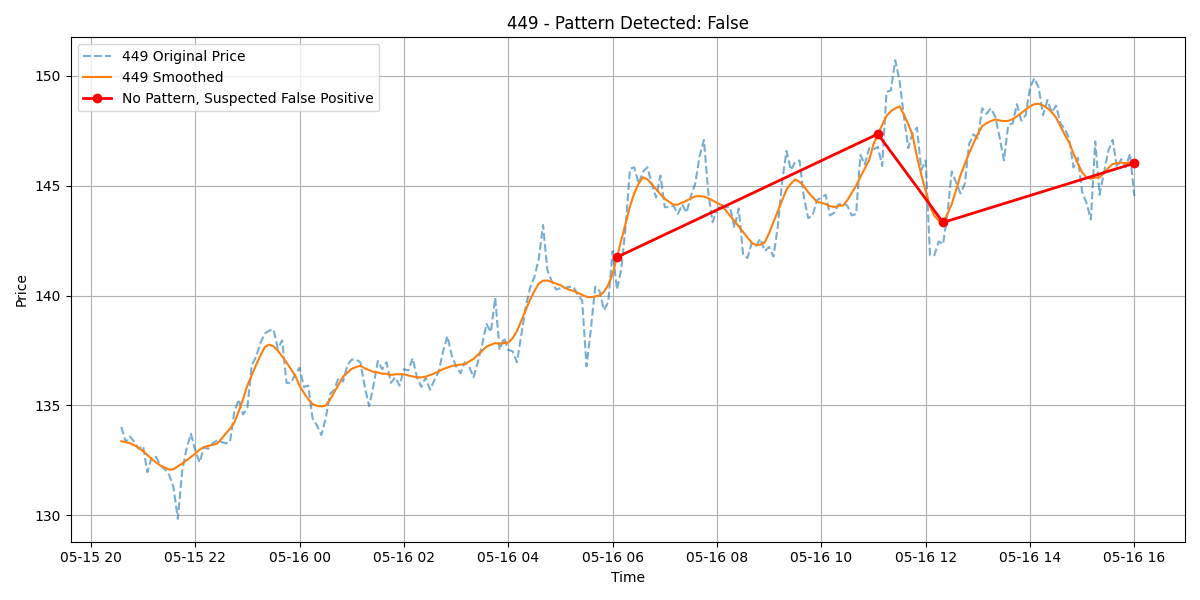 449 - Pattern Detected: False
449 Original Price
449 Smoothed
No Pattern, Suspected False Positive
Price
150
145
140
135
130
05-15 20
05-15 22
05-16 00
05-16 02
05-16 04
05-16 06
05-16 08
05-16 10
05-16 12
05-16 14
05-16 16
Time